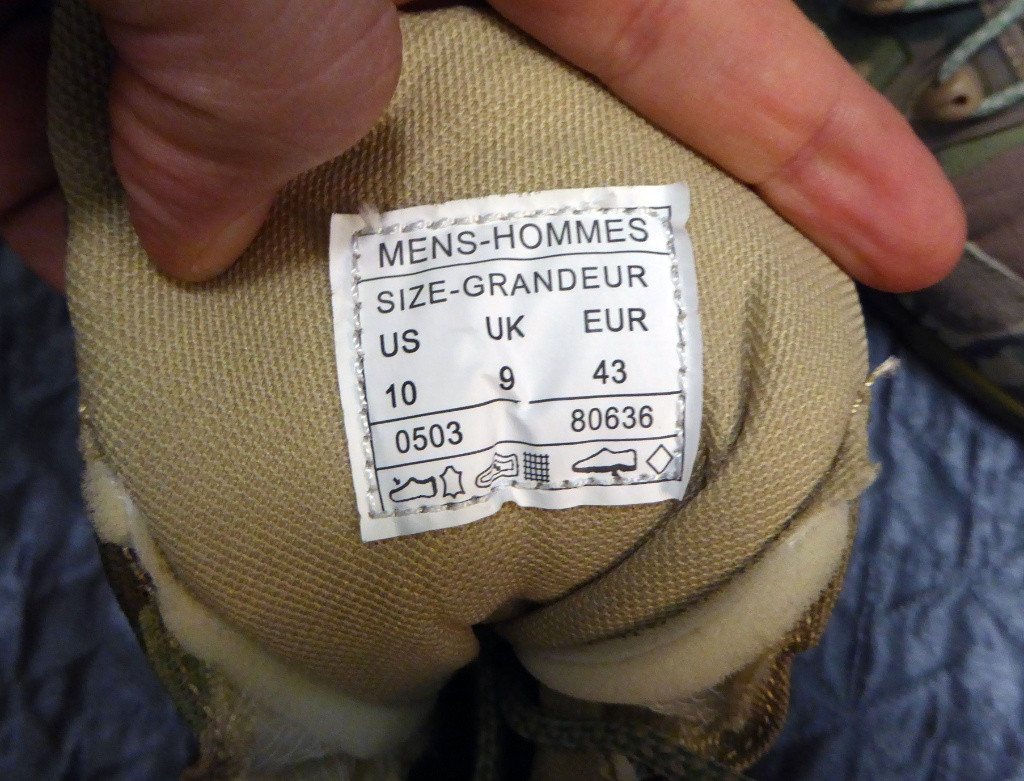 MENS-HOMMES
SIZE-GRANDEUR
US UK EUR
10 9 43
0503 80636